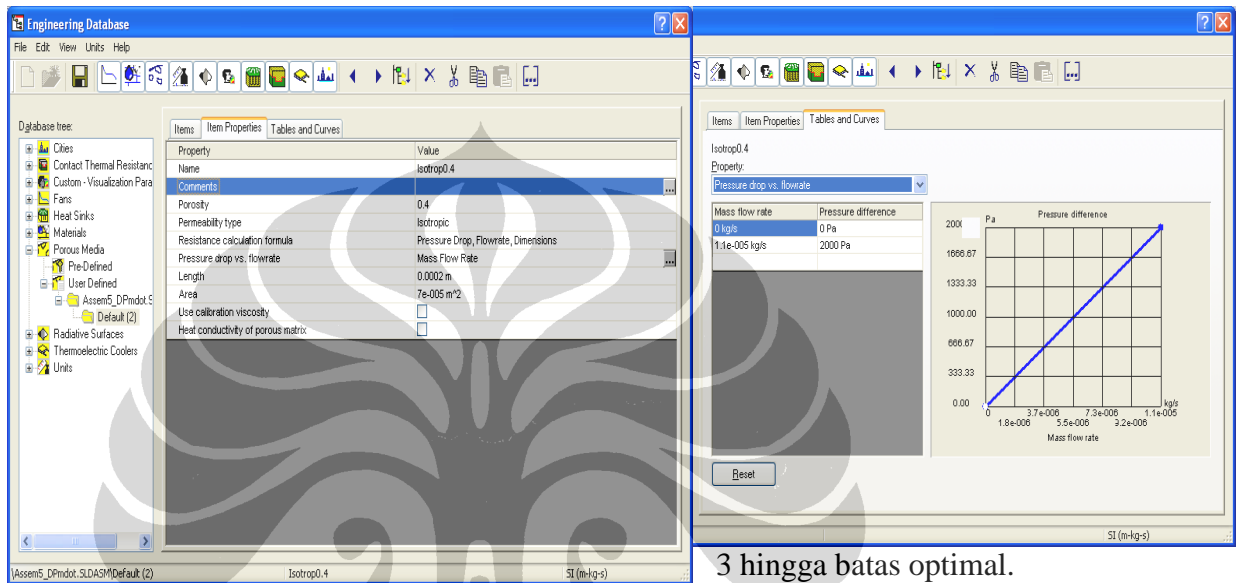 Engineering Database
File Edit View Units Help
Database tree:
Cities
Contact Thermal Resistanc
Custom - Visualization Para
Fans
Heat Sinks
Materials
Porous Media
Pre-Defined
User Defined
Assem5_DPmdot.S
Default (2)
Radiative Surfaces
Thermoelectric Coolers
Units
Items Item Properties Tables and Curves
Property Value
Name Isotrop0.4
Comments
Porosity 0.4
Permeability type Isotropic
Resistance calculation formula Pressure Drop, Flowrate, Dimensions
Pressure drop vs. flowrate Mass Flow Rate
Length 0.0002 m
Area 7e-005 m^2
Use calibration viscosity
Heat conductivity of porous matrix
\Assem5_DPmdot.SLDASM\Default (2) Isotrop0.4 SI (m-kg-s)
Items Item Properties Tables and Curves
Isotrop0.4
Property:
Pressure drop vs. flowrate
Mass flow rate Pressure difference
0 kg/s 0 Pa
1.1e-005 kg/s 2000 Pa
Pa Pressure difference
200
1666.67
1333.33
1000.00
666.67
333.33
0.00
kg/s
0 3.7e-006 7.3e-006 1.1e-005
1.8e-006 5.5e-006 9.2e-006
Mass flow rate
Reset
SI (m-kg-s)
3 hingga batas optimal.